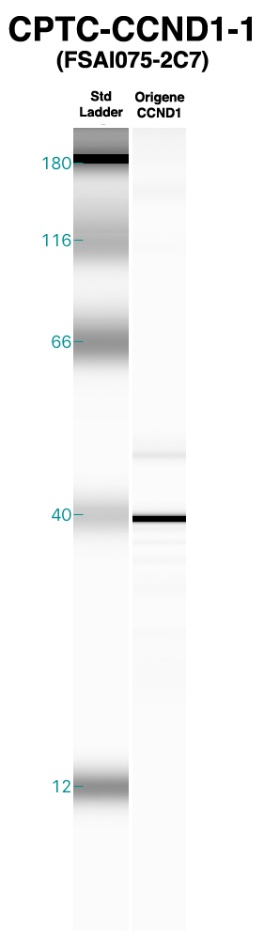 CPTC-CCND1-1
(FSAI075-2C7)
Std Origene
Ladder CCND1
180
116
66
40
12